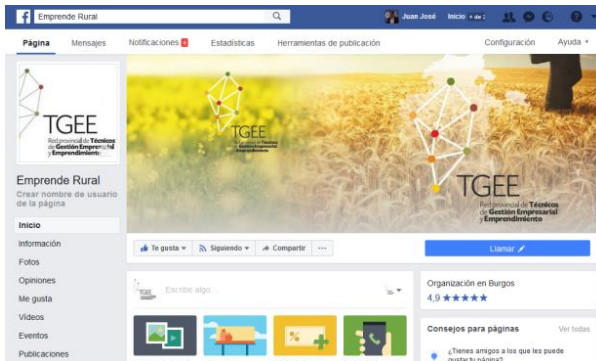 Emprende Rural
Juan José Inicio
Página Mensajes Notificaciones Estadísticas Herramientas de publicación Configuración Ayuda
TGEE
Red provincial de Técnicos
de Gestión Empresarial
y Emprendimiento
TGEE
TGEE
Red provincial de Técnicos
de Gestión Empresarial
y Emprendimiento
Emprende Rural
Crear nombre de usuario
de la página
Inicio
Información
Fotos
Opiniones
Me gusta
Vídeos
Eventos
Publicaciones
Te gusta Siguiendo Compartir ...
Llamar
Escribe algo...
Organización en Burgos
4,9 ★★★★★
Consejos para páginas Ver todas
¿Tienes amigos a los que les puede
gustar tu página?